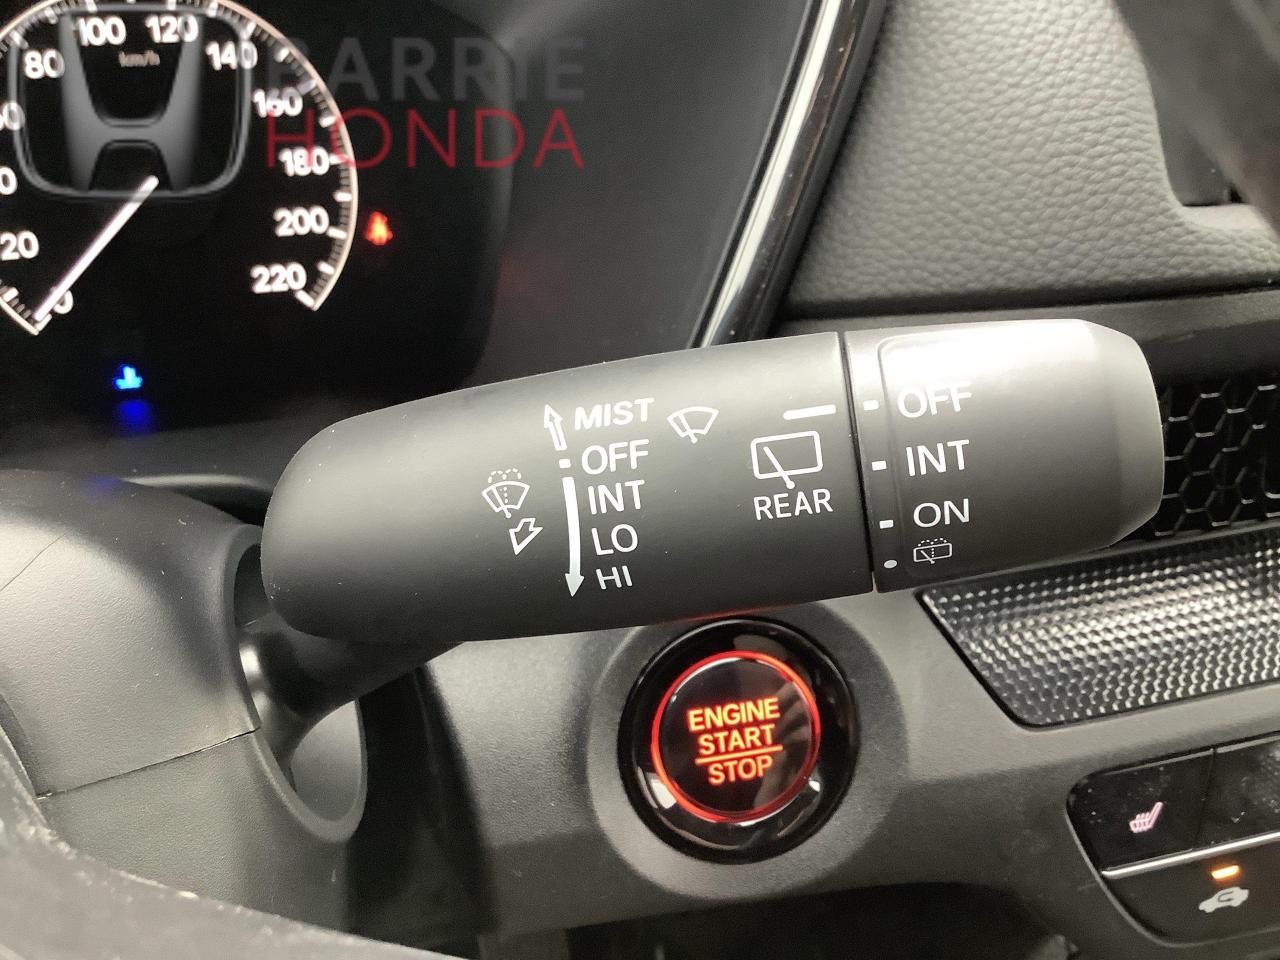 80
100
120
140
160
180
200
220
20
0
km/h
BARRIE
HONDA
MIST
OFF
INT
LO
HI
REAR
OFF
INT
ON
ENGINE
START
STOP